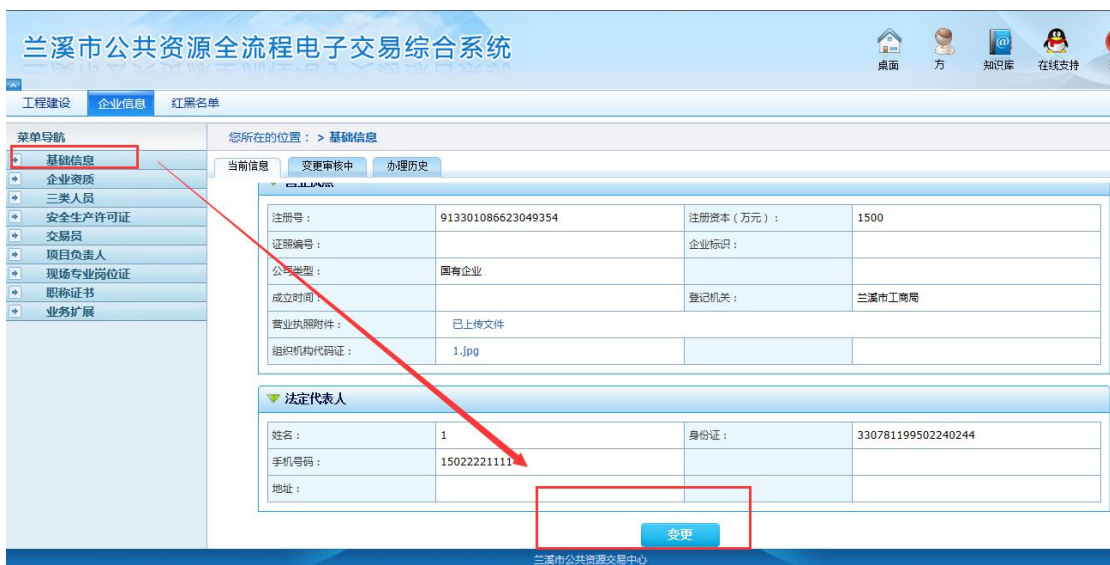 兰溪市公共资源全流程电子交易综合系统
桌面 方 知识库 在线支持
工程建设 企业信息 红黑名单
菜单导航
基础信息
企业资质
三类人员
安全生产许可证
交易员
项目负责人
现场专业岗位证
职称证书
业务扩展
您所在的位置: > 基础信息
当前信息 变更审核中 办理历史
注册号: 913301086623049354 注册资本(万元): 1500
证照编号: 企业标识:
公司类型: 国有企业
成立时间: 登记机关: 兰溪市工商局
营业执照附件: 已上传文件
组织机构代码证: 1.jpg
法定代表人
姓名: 1 身份证: 330781199502240244
手机号码: 1502222111
地址:
变更
兰溪市公共资源交易中心